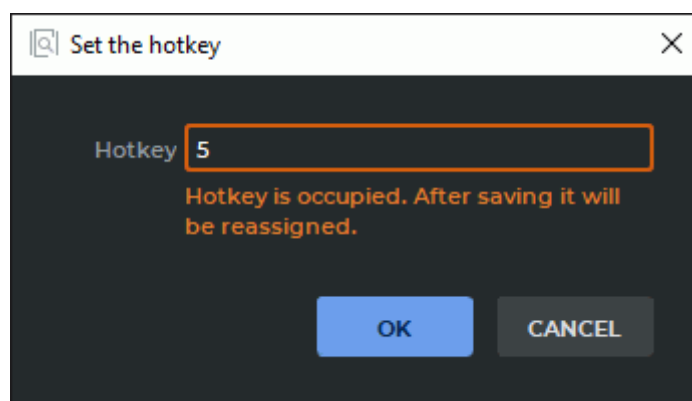 Set the hotkey
Hotkey 5
Hotkey is occupied. After saving it will
be reassigned.
OK CANCEL